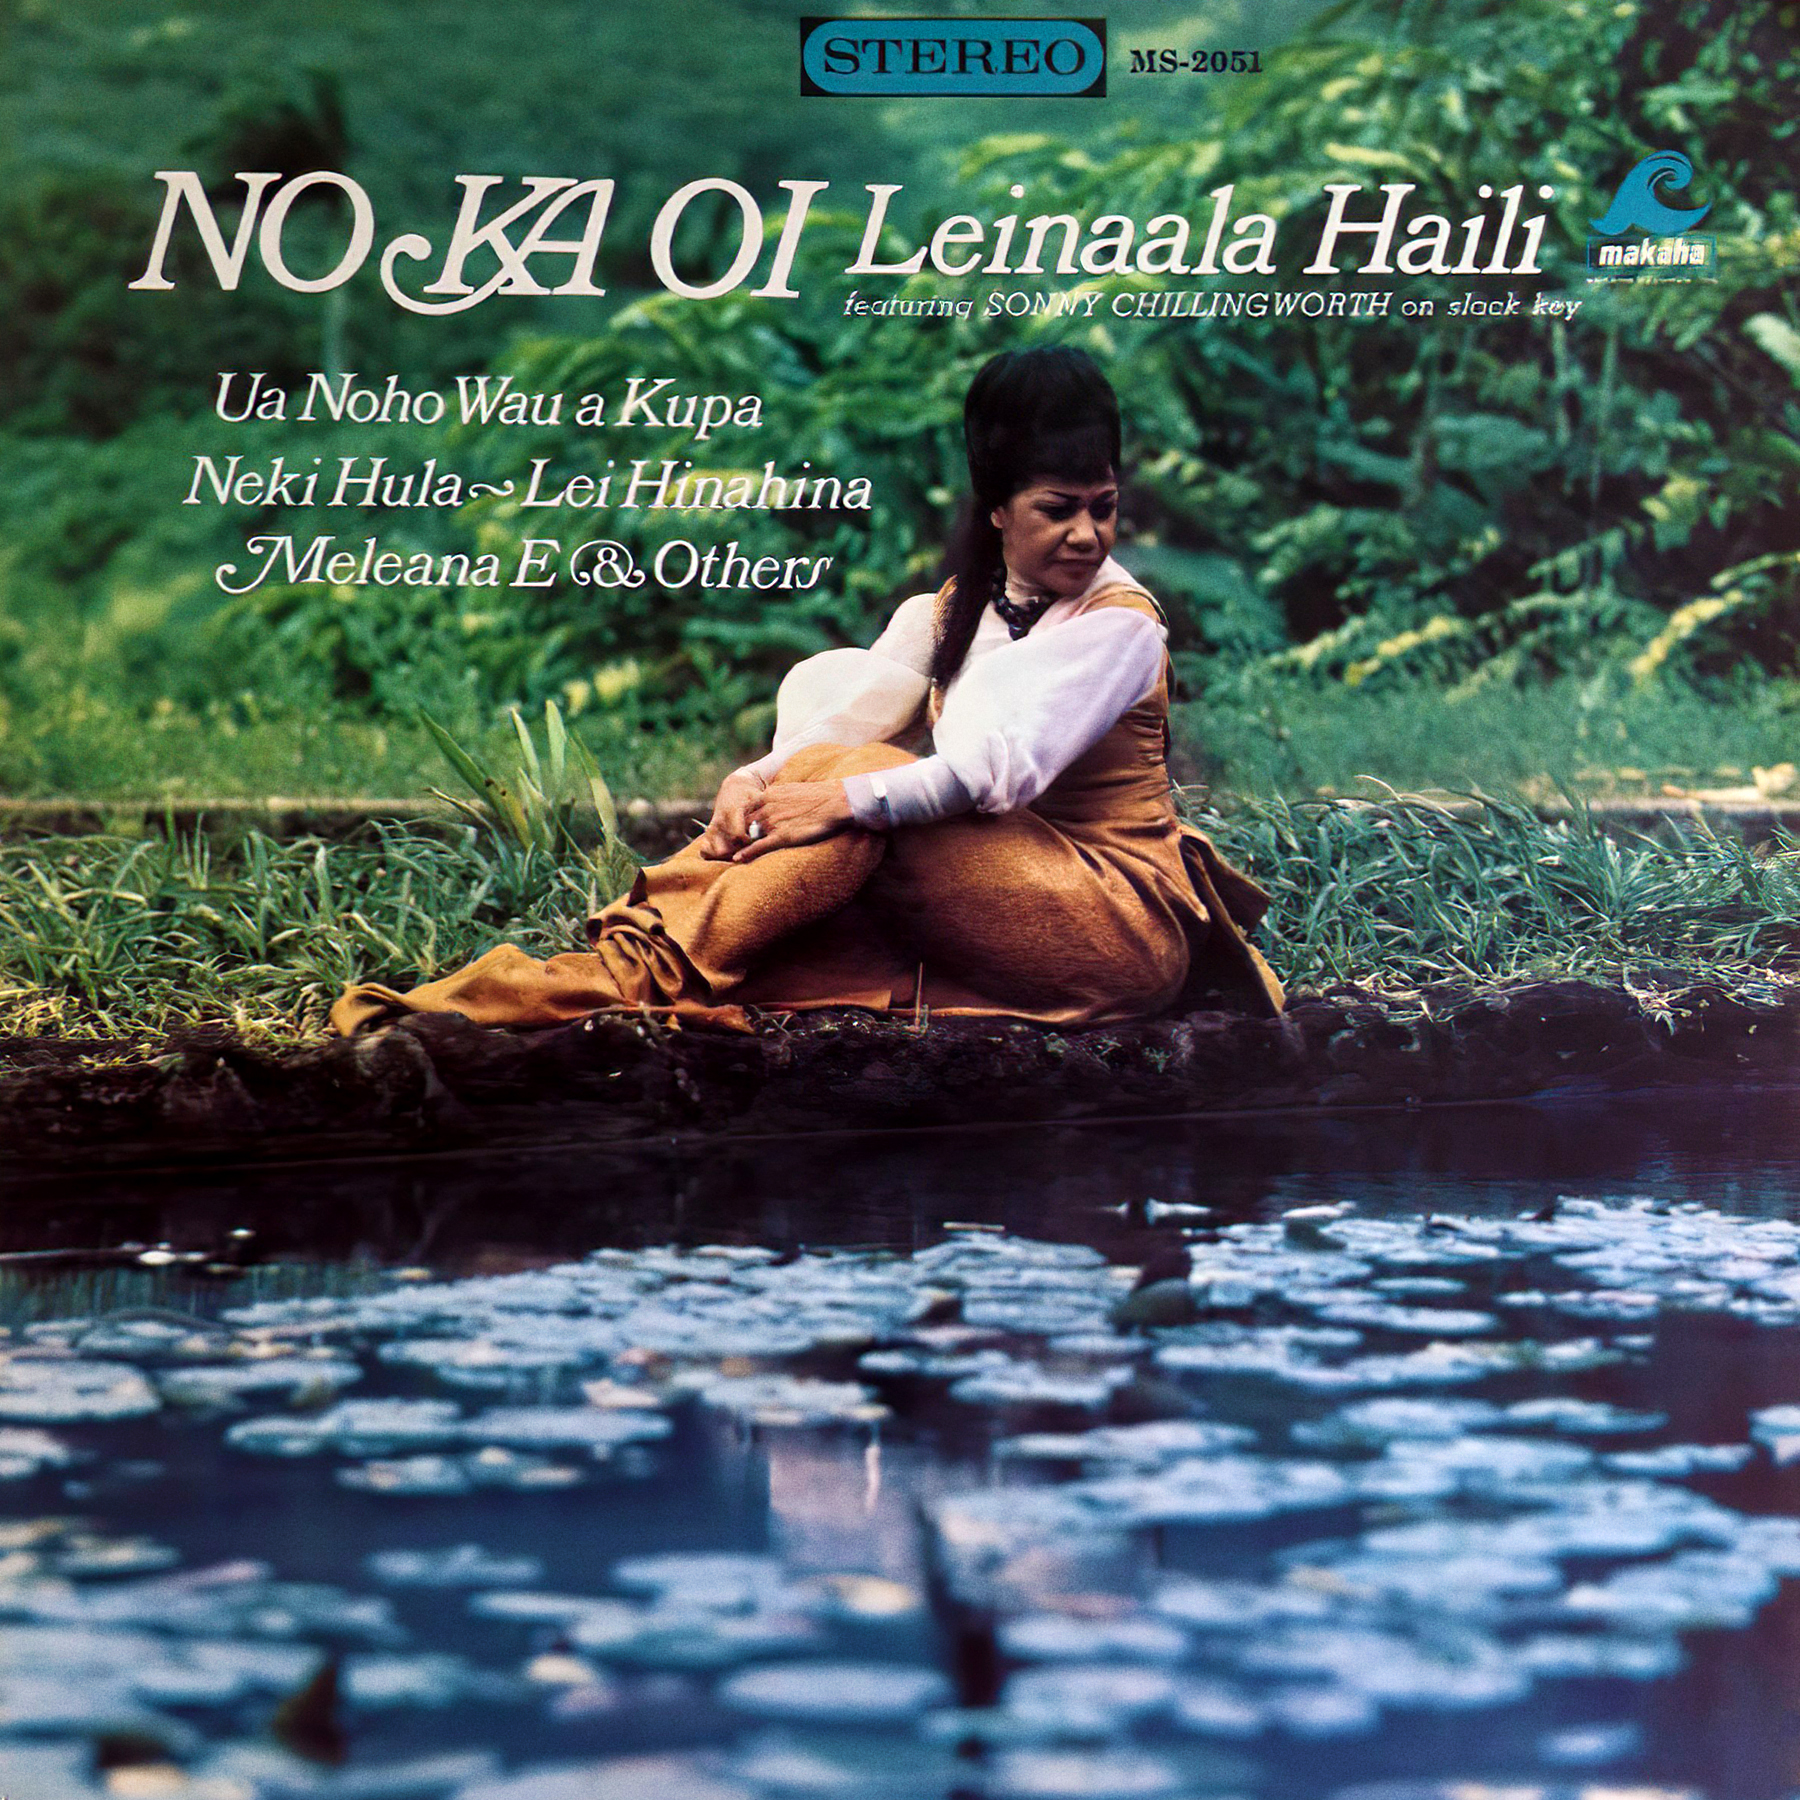 STEREO MS-2051
NO KA OI Leinaala Haili
makaha
featuring SONNY CHILLINGWORTH on slack key
Ua Noho Wau a Kupa
Neki Hula~Lei Hinahina
Meleana E & Others